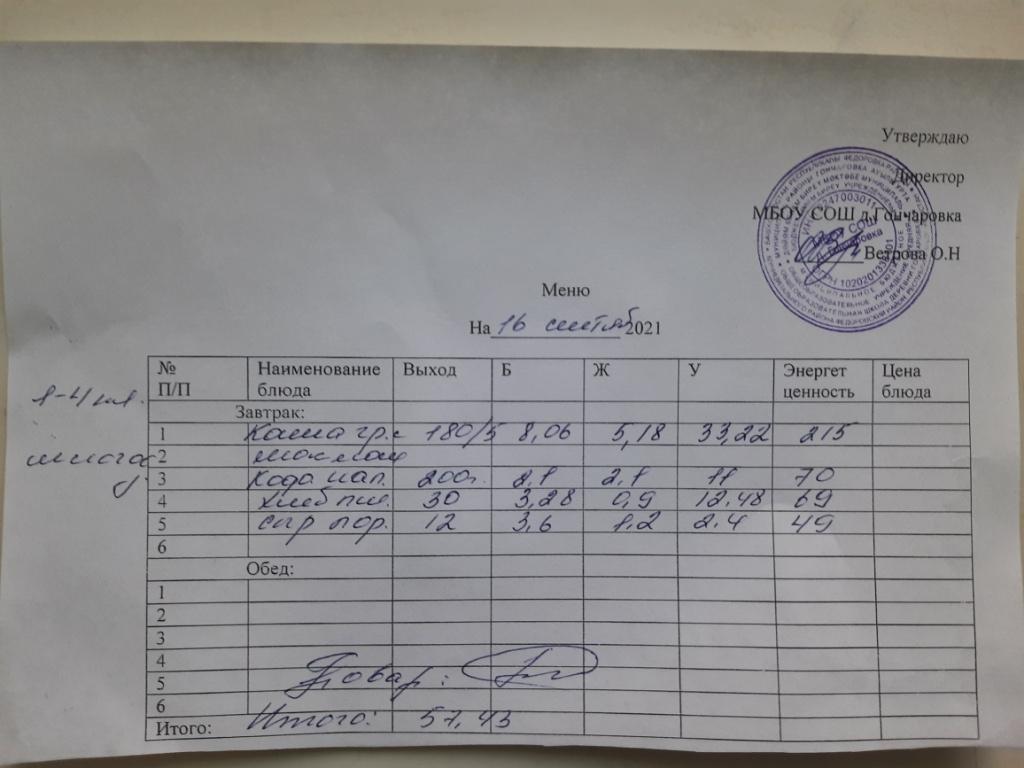 Утверждаю
Директор
МБОУ СОШ д.Гончаровка
Ветрова О.Н
Меню
На 16 сентяб 2021
№ П/П Наименование блюда Выход Б Ж У Энергет ценность Цена блюда
1-4 кл.
Завтрак:
1 Каша гр. с 180/5 8,06 5,18 33,22 215
2
3 Кофе нап. 200г. 2,1 2,1 11 70
4 Хлеб пш. 30 3,28 0,9 12,48 69
5 сыр пор. 12 3,6 1,2 2.4 49
6
Обед:
1
2
3
4
5
6
Повар:
Итого: Итого: 57,43